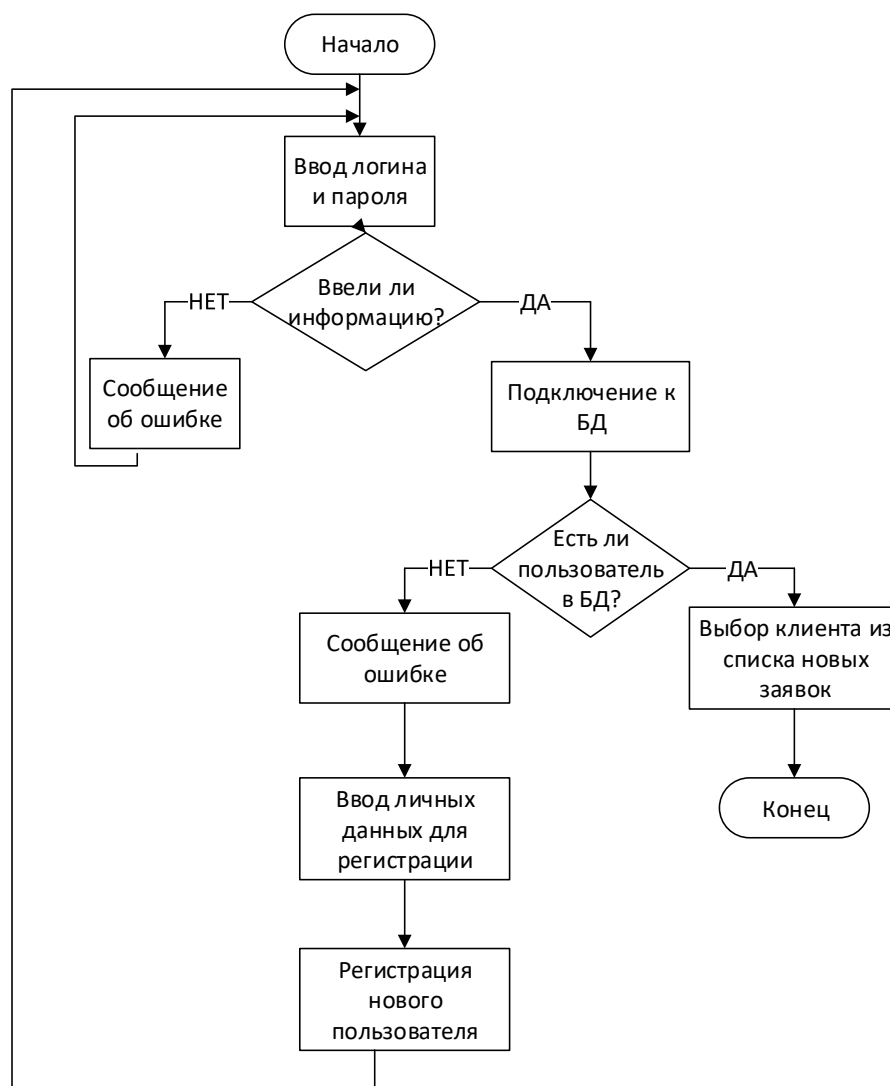 Начало
Ввод логина
и пароля
Ввели ли
информацию?
НЕТ
ДА
Сообщение
об ошибке
Подключение к
БД
Есть ли
пользователь
в БД?
НЕТ
ДА
Сообщение об
ошибке
Выбор клиента из
списка новых
заявок
Ввод личных
данных для
регистрации
Конец
Регистрация
нового
пользователя